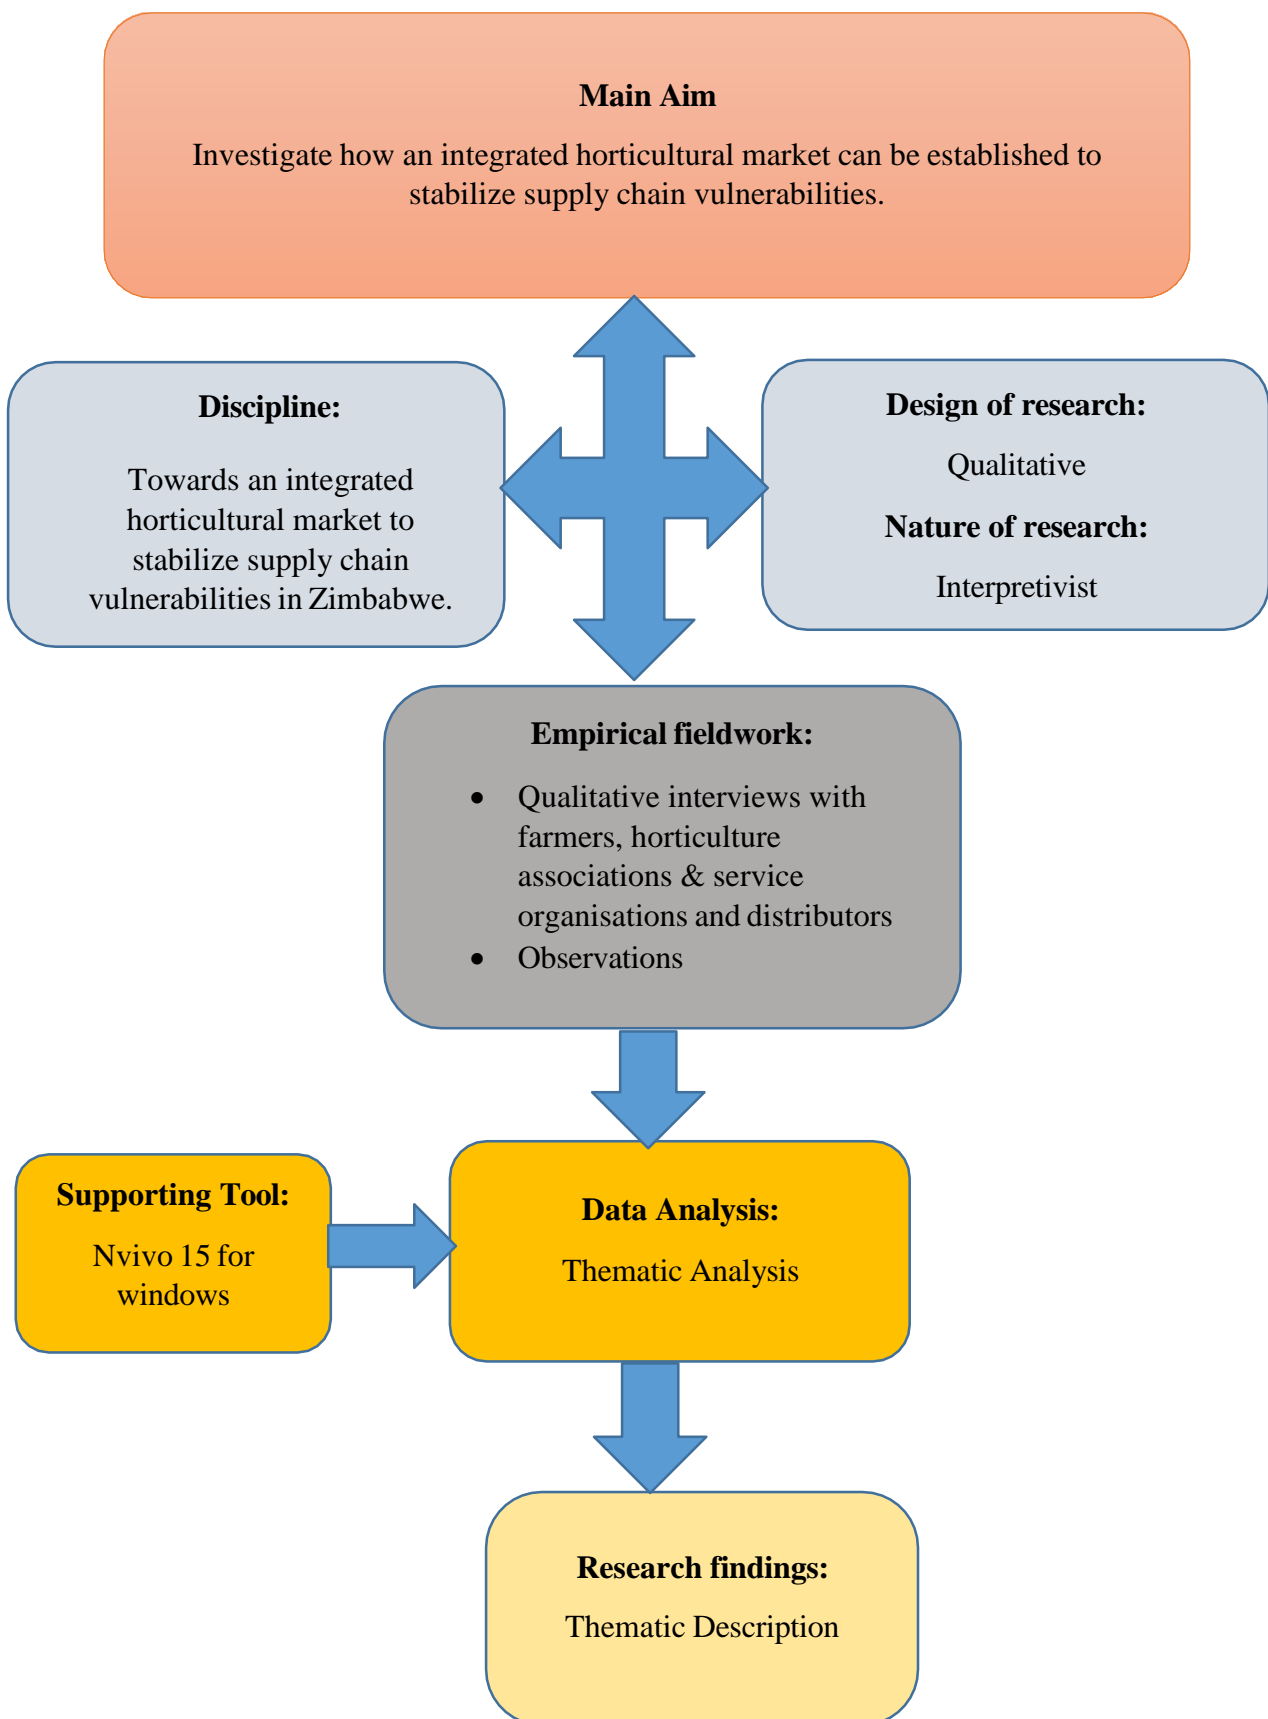 Main Aim
Investigate how an integrated horticultural market can be established to
stabilize supply chain vulnerabilities.
Discipline:
Towards an integrated
horticultural market to
stabilize supply chain
vulnerabilities in Zimbabwe.
Design of research:
Qualitative
Nature of research:
Interpretivist
Empirical fieldwork:
• Qualitative interviews with
farmers, horticulture
associations & service
organisations and distributors
• Observations
Supporting Tool:
Nvivo 15 for
windows
Data Analysis:
Thematic Analysis
Research findings:
Thematic Description